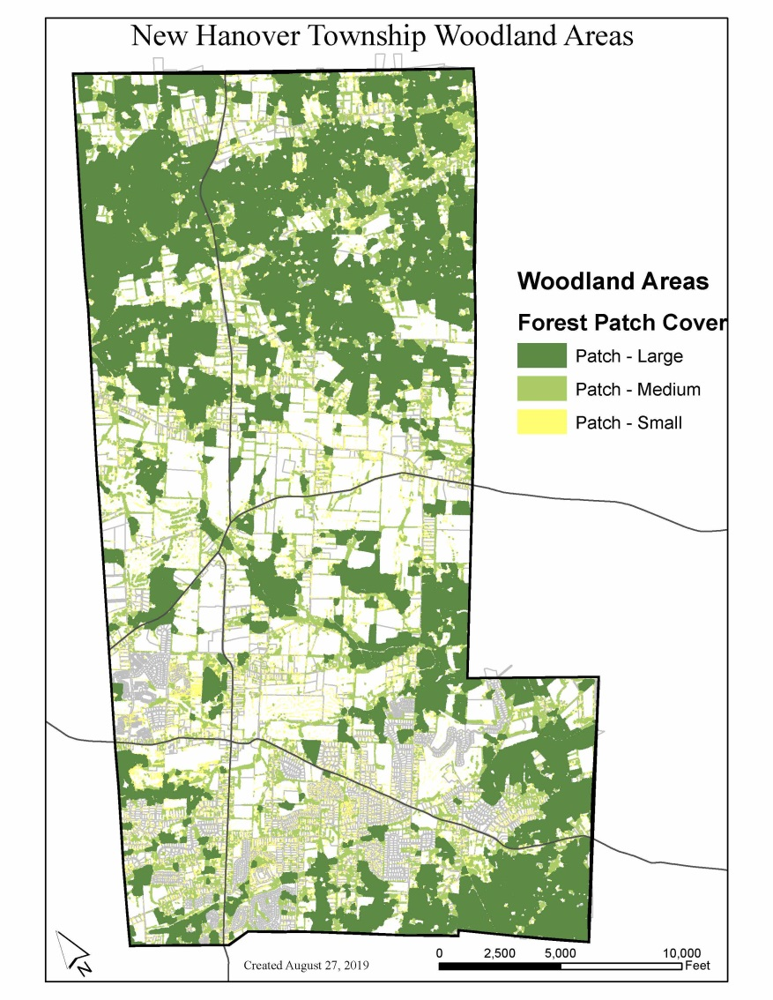 New Hanover Township Woodland Areas
Woodland Areas
Forest Patch Cover
Patch - Large
Patch - Medium
Patch - Small
N
Created August 27, 2019
0 2,500 5,000 10,000
Feet